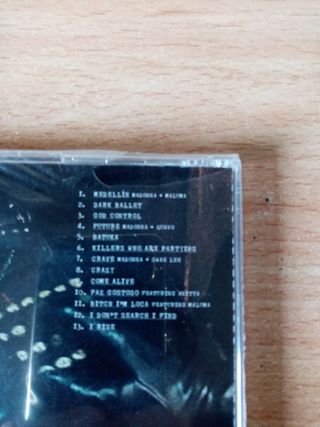 1. MEDELLÍN MADONNA + MALUMA
2. DARK BALLET
3. GOD CONTROL
4. FUTURE MADONNA + QUAVO
5. BATUKA
6. KILLERS WHO ARE PARTYING
7. CRAVE MADONNA + SWAE LEE
8. CRAZY
9. COME ALIVE
10. FAZ GOSTOSO FEATURING ANITTA
11. BITCH I'M LOCA FEATURING MALUMA
12. I DON'T SEARCH I FIND
13. I RISE